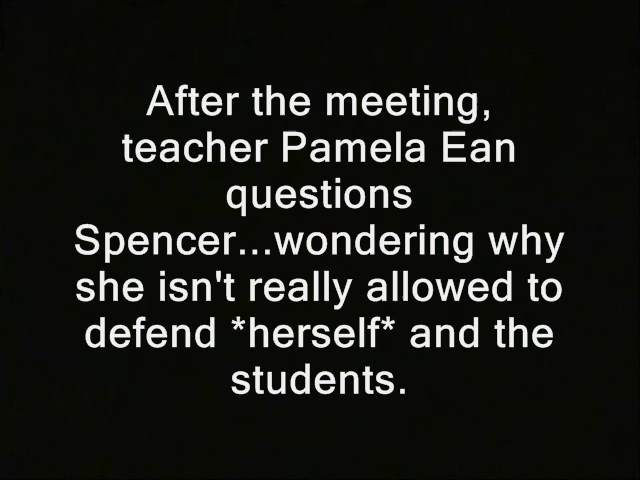 After the meeting,
teacher Pamela Ean
questions
Spencer...wondering why
she isn't really allowed to
defend *herself* and the
students.